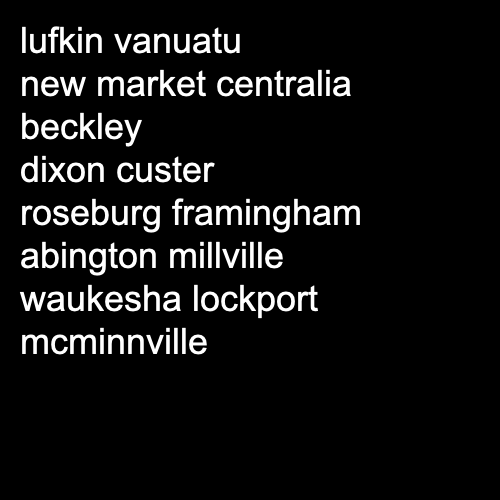 lufkin vanuatu
new market centralia
beckley
dixon custer
roseburg framingham
abington millville
waukesha lockport
mcminnville